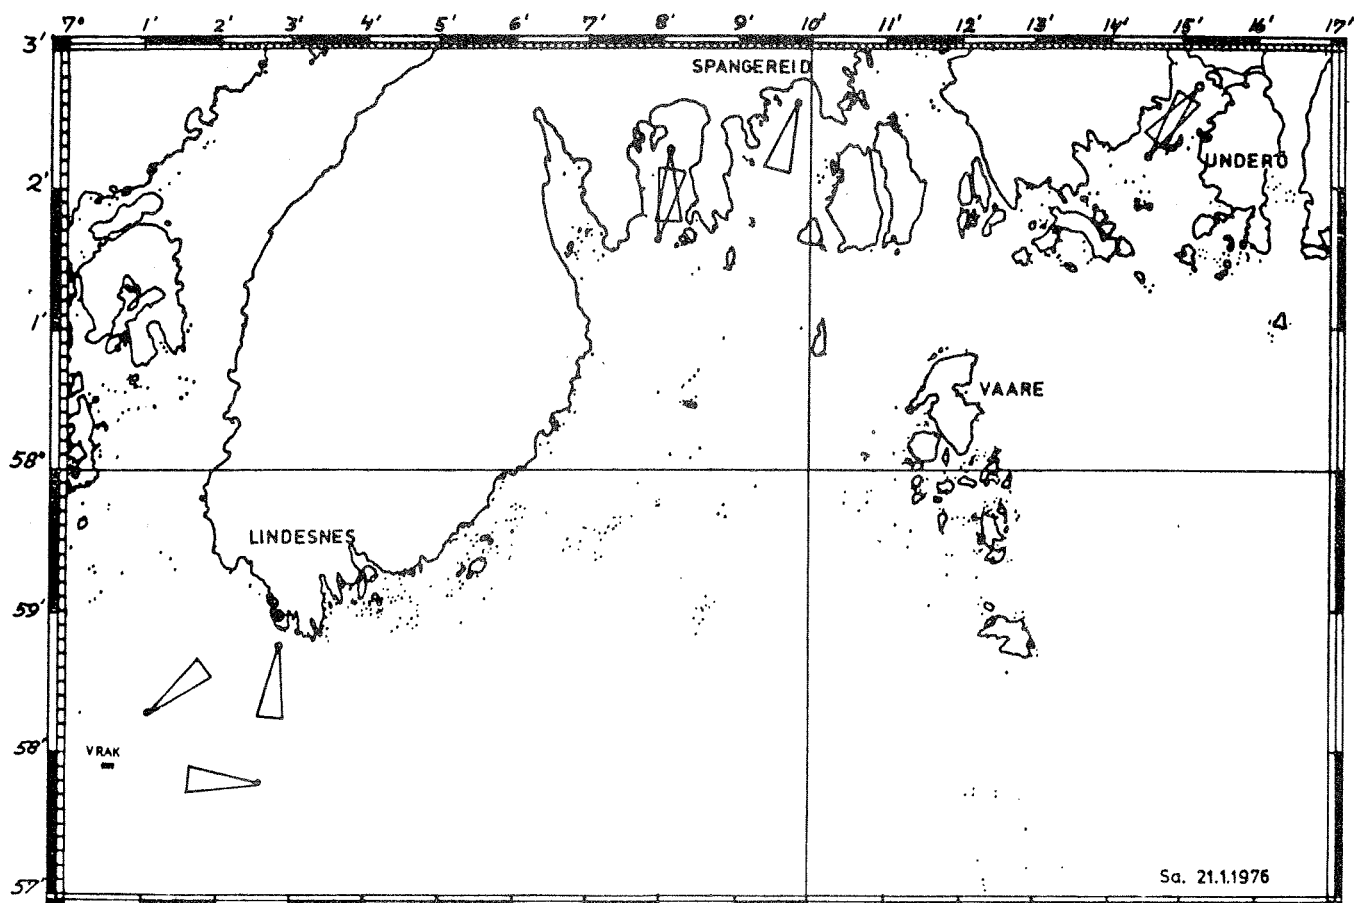 7° 1' 2' 3' 4' 5' 6' 7' 8' 9' 10' 11' 12' 13' 14' 15' 16' 17'
3'
SPANGEREID
UNDERÖ
2'
1'
VAARE
58°
LINDESNES
59'
58'
VRAK
57'
Sa. 21.1.1976